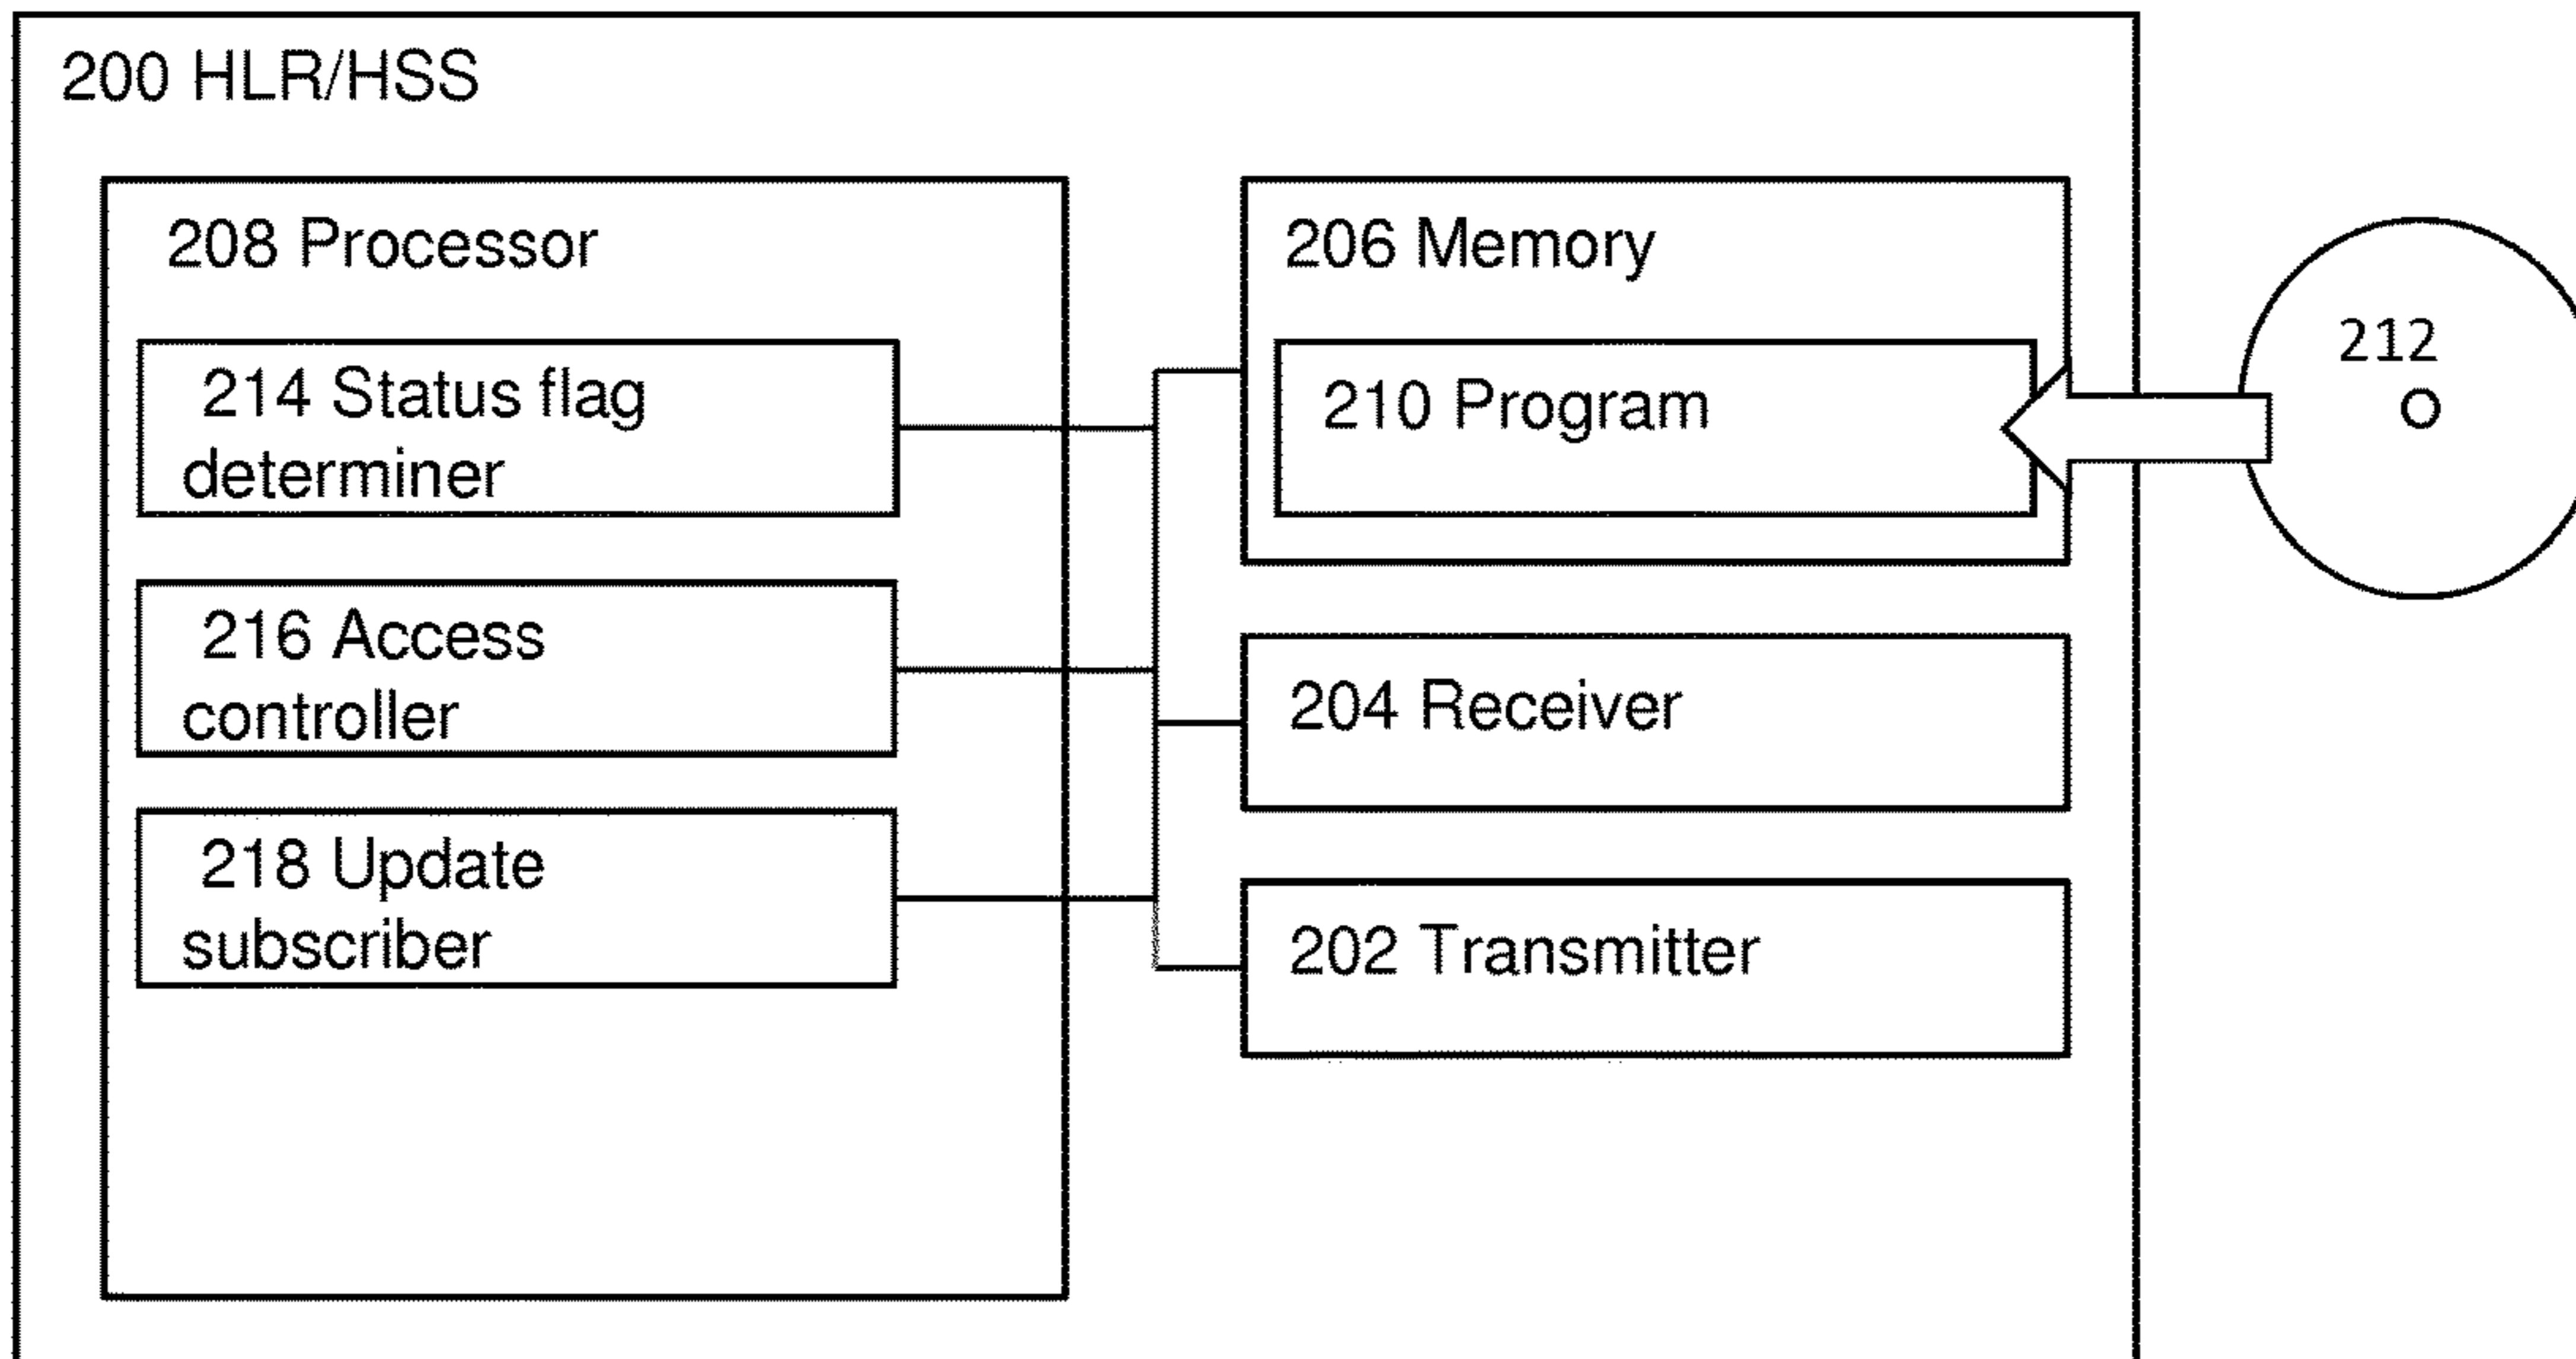 200 HLR/HSS
208 Processor
214 Status flag
determiner
216 Access
controller
218 Update
subscriber
206 Memory
210 Program
204 Receiver
202 Transmitter
212